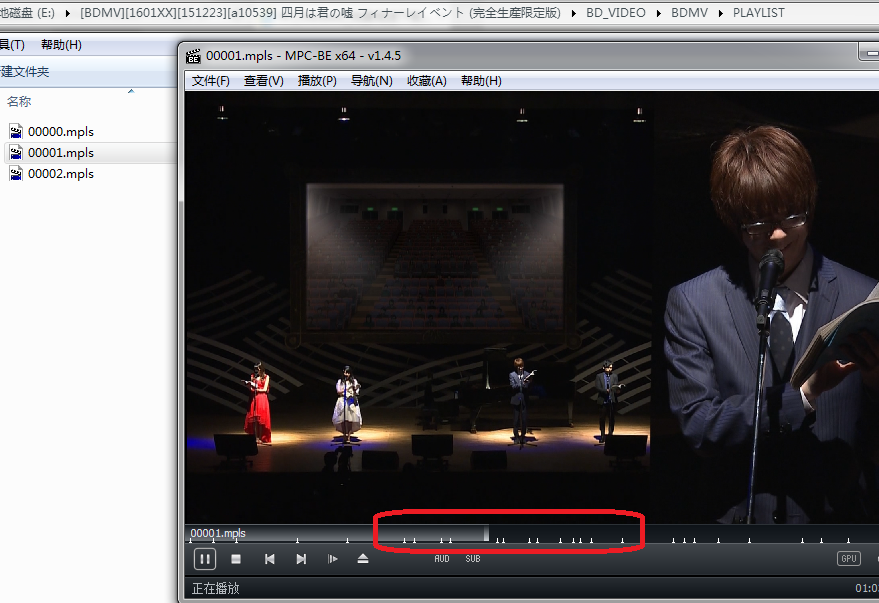 地磁盘 (E:) ▸ [BDMV][1601XX][151223][a10539] 四月は君の嘘 フィナーレイベント (完全生産限定版) ▸ BD_VIDEO ▸ BDMV ▸ PLAYLIST
具(T) 帮助(H)
建文件夹
名称
00000.mpls
00001.mpls
00002.mpls
00001.mpls - MPC-BE x64 - v1.4.5
文件(F) 查看(V) 播放(P) 导航(N) 收藏(A) 帮助(H)
00001.mpls
AUD SUB GPU
正在播放 01:0